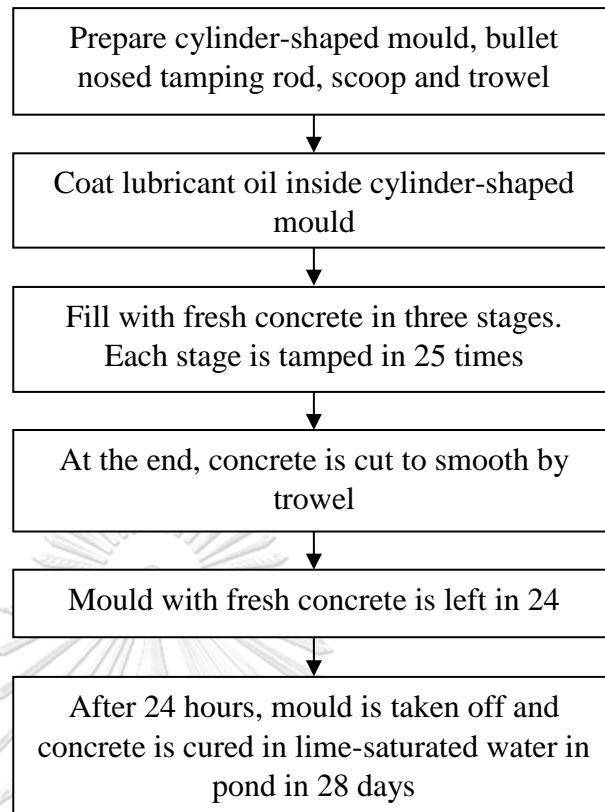 Prepare cylinder-shaped mould, bullet
nosed tamping rod, scoop and trowel
Coat lubricant oil inside cylinder-shaped
mould
Fill with fresh concrete in three stages.
Each stage is tamped in 25 times
At the end, concrete is cut to smooth by
trowel
Mould with fresh concrete is left in 24
After 24 hours, mould is taken off and
concrete is cured in lime-saturated water in
pond in 28 days